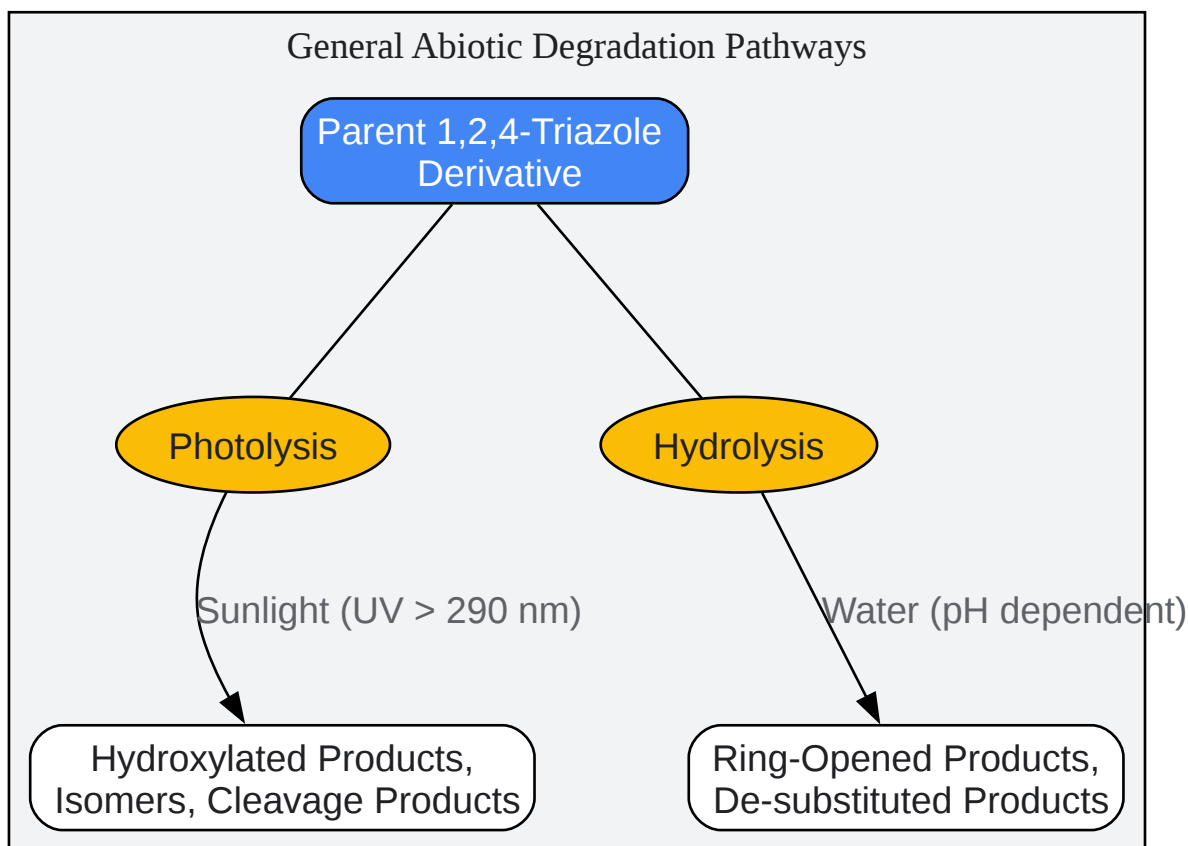 General Abiotic Degradation Pathways
Parent 1,2,4-Triazole
Derivative
Photolysis
Hydrolysis
Sunlight (UV > 290 nm)
Water (pH dependent)
Hydroxylated Products,
Isomers, Cleavage Products
Ring-Opened Products,
De-substituted Products